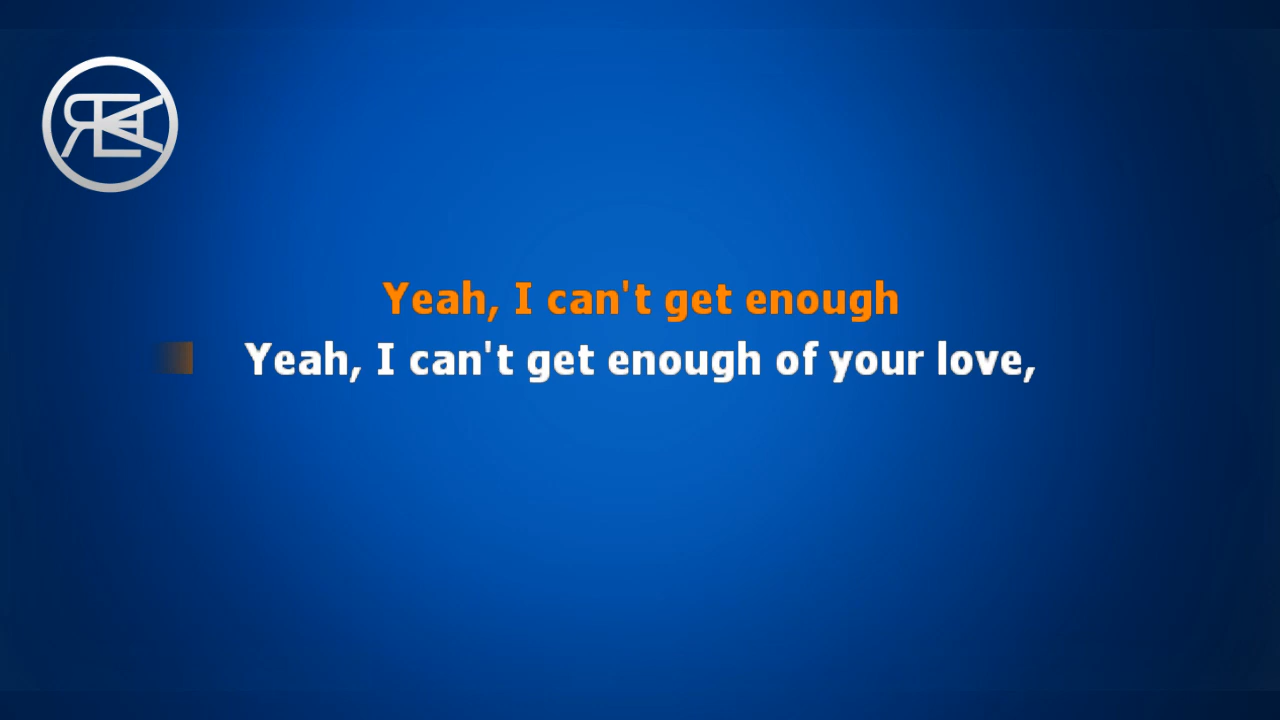 Yeah, I can't get enough
Yeah, I can't get enough of your love,